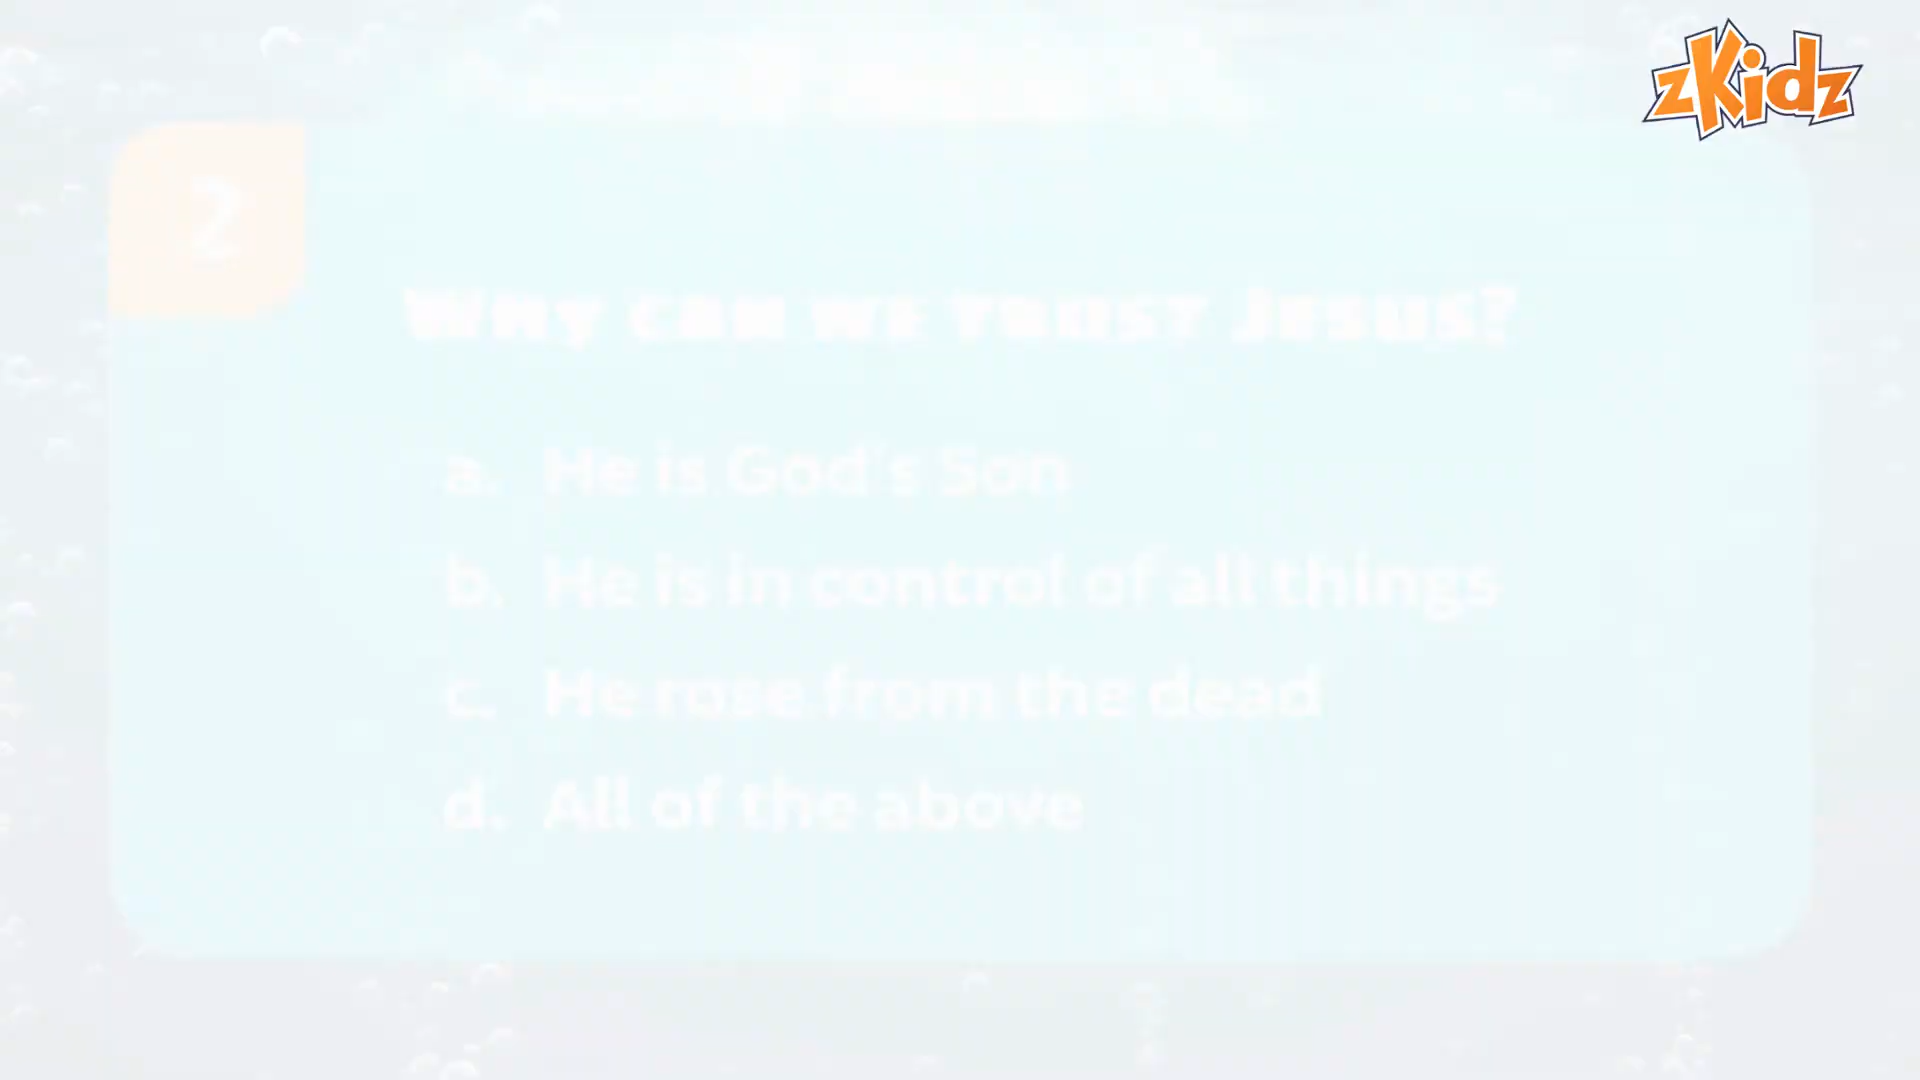 zKidz
2
Why can we trust Jesus?
a. He is God's Son
b. He is in control of all things
c. He rose from the dead
d. All of the above